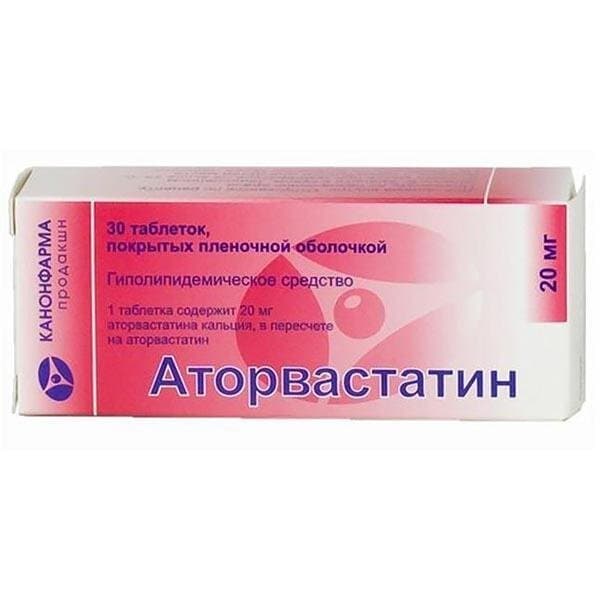 КАНОНФАРМА
продакшн
30 таблеток,
покрытых пленочной оболочкой
Гиполипидемическое средство
1 таблетка содержит 20 мг
аторвастатина кальция, в пересчете
на аторвастатин
Аторвастатин
20 мг